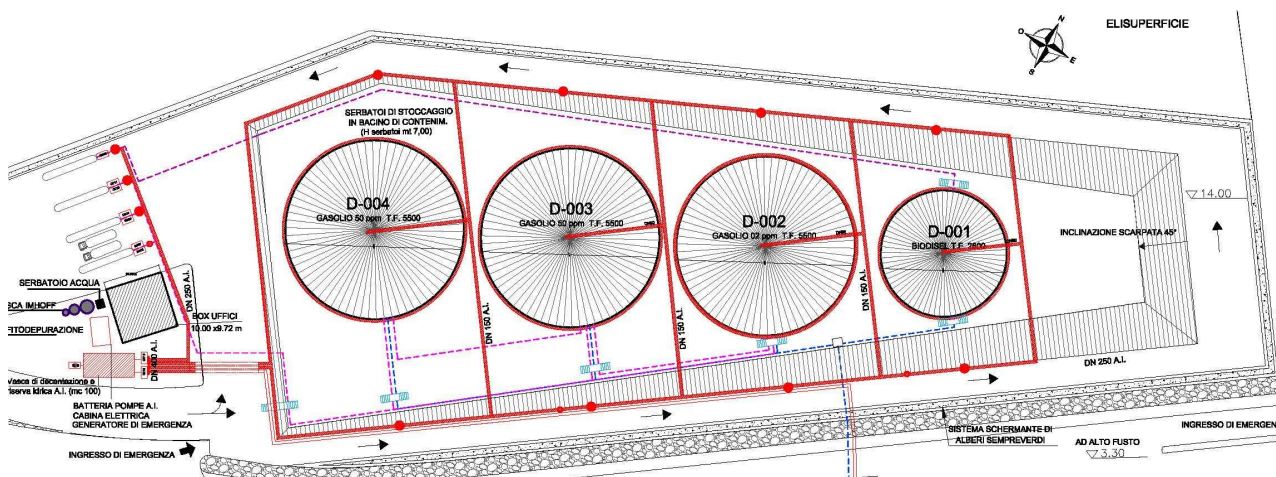 ELISUPERFICIE
N
O
E
S
SERBATOI DI STOCCAGGIO
IN BACINO DI CONTENIM.
(H serbatoi mt 7,00)
D-004
GASOLIO 50 ppm T.F. 5500
D-003
GASOLIO 50 ppm T.F. 5500
D-002
GASOLIO 02 ppm T.F. 5500
D-001
BIODISEL T.F. 2800
14.00
INCLINAZIONE SCARPATA 45°
SERBATOIO ACQUA
SCA IMHOFF
FITODEPURAZIONE
BOX UFFICI
10.00 x9.72 m
DN 250 A.I.
DN 400 A.I.
DN 150 A.I.
DN 150 A.I.
DN 150 A.I.
DN 250 A.I.
Vasca di decantazione e
riserva idrica A.I. (mc 100)
BATTERIA POMPE A.I.
CABINA ELETTRICA
GENERATORE DI EMERGENZA
INGRESSO DI EMERGENZA
SISTEMA SCHERMANTE DI
ALBERI SEMPREVERDI
AD ALTO FUSTO
3.30
INGRESSO DI EMERGEN